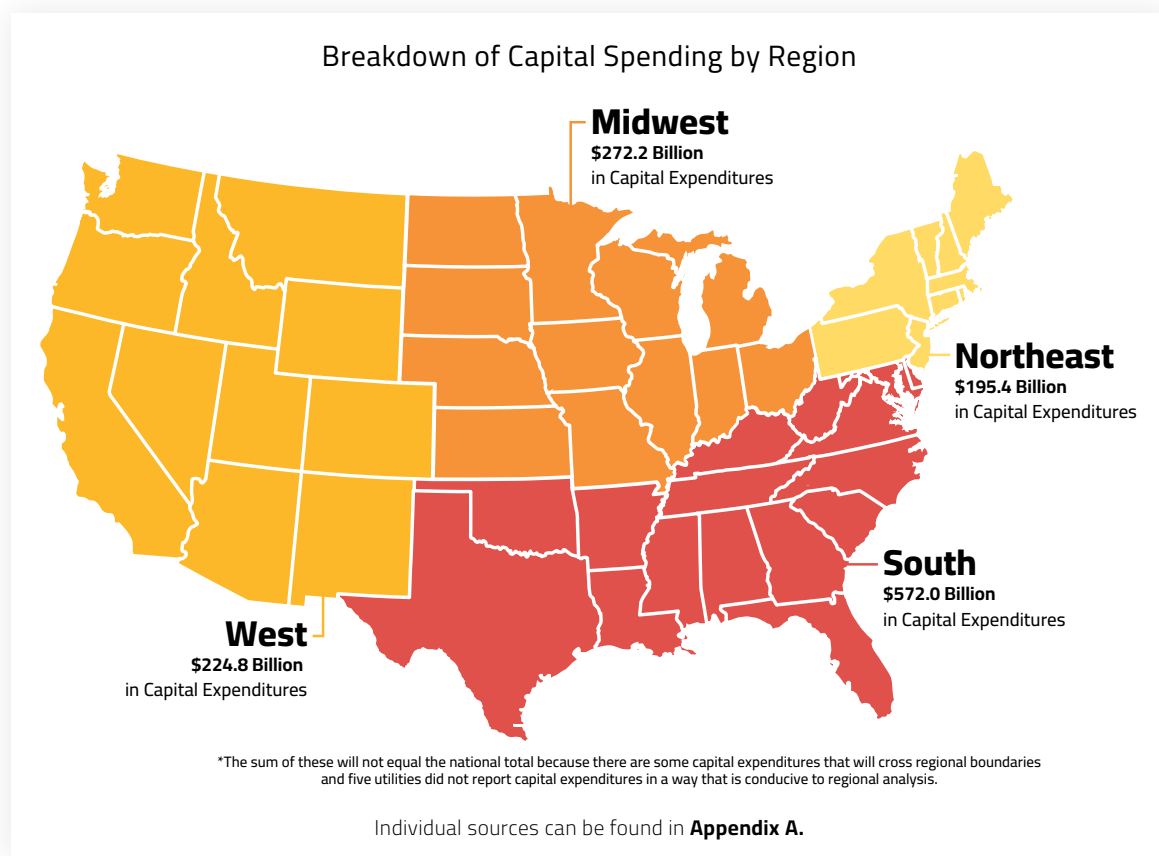 Breakdown of Capital Spending by Region
Midwest
$272.2 Billion
in Capital Expenditures
Northeast
$195.4 Billion
in Capital Expenditures
South
$572.0 Billion
in Capital Expenditures
West
$224.8 Billion
in Capital Expenditures
*The sum of these will not equal the national total because there are some capital expenditures that will cross regional boundaries
and five utilities did not report capital expenditures in a way that is conducive to regional analysis.
Individual sources can be found in Appendix A.